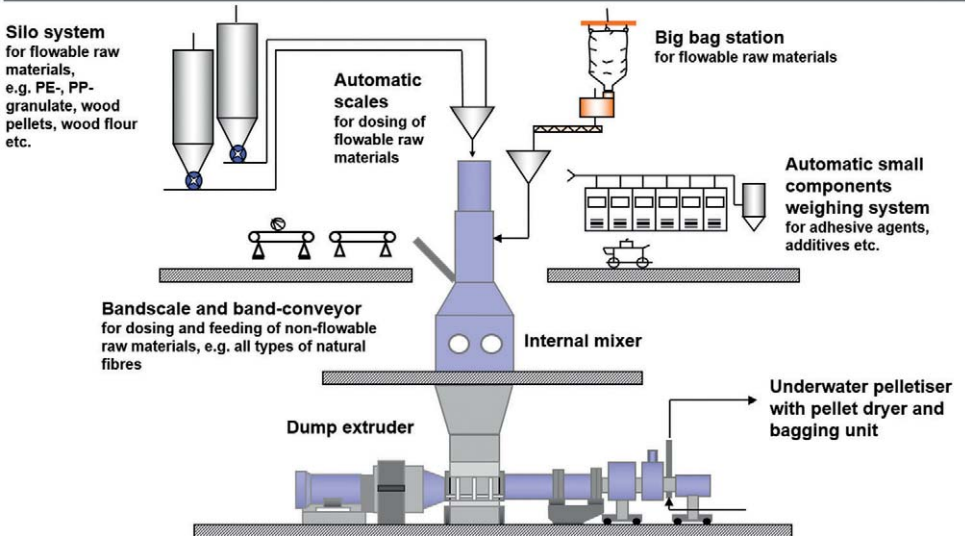 Silo system
for flowable raw
materials,
e.g. PE-, PP-
granulate, wood
pellets, wood flour
etc.
Automatic
scales
for dosing of
flowable raw
materials
Big bag station
for flowable raw materials
Automatic small
components
weighing system
for adhesive agents,
additives etc.
Bandscale and band-conveyor
for dosing and feeding of non-flowable
raw materials, e.g. all types of natural
fibres
Internal mixer
Dump extruder
Underwater pelletiser
with pellet dryer and
bagging unit